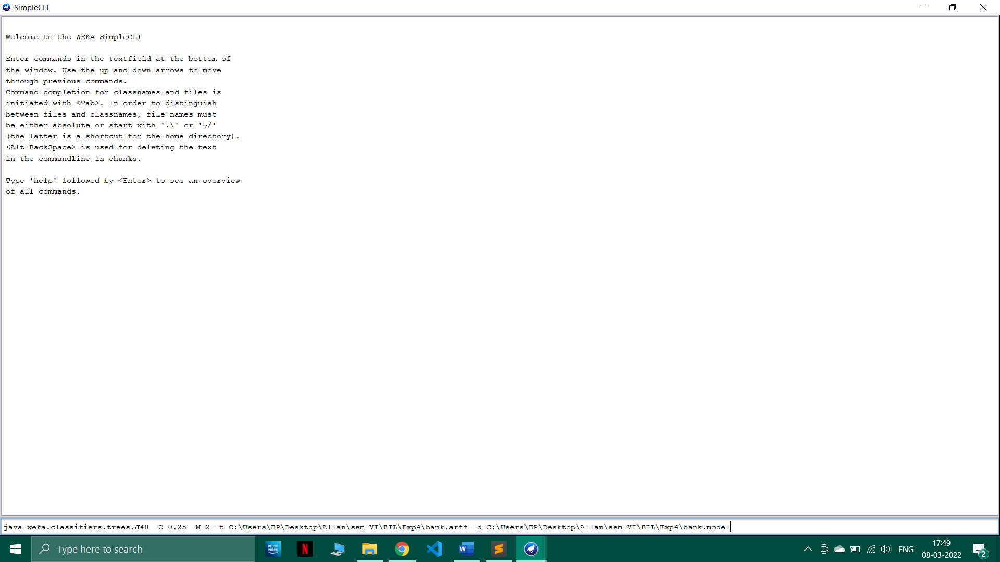 SimpleCLI
Welcome to the WEKA SimpleCLI
Enter commands in the textfield at the bottom of
the window. Use the up and down arrows to move
through previous commands.
Command completion for classnames and files is
initiated with <Tab>. In order to distinguish
between files and classnames, file names must
be either absolute or start with '.\' or '~/'
(the latter is a shortcut for the home directory).
<Alt+BackSpace> is used for deleting the text
in the commandline in chunks.
Type 'help' followed by <Enter> to see an overview
of all commands.
java weka.classifiers.trees.J48 -C 0.25 -M 2 -t C:\Users\HP\Desktop\Allan\sem-VI\BIL\Exp4\bank.arff -d C:\Users\HP\Desktop\Allan\sem-VI\BIL\Exp4\bank.model
Type here to search
prime video
N
W
ENG
17:49
08-03-2022
2